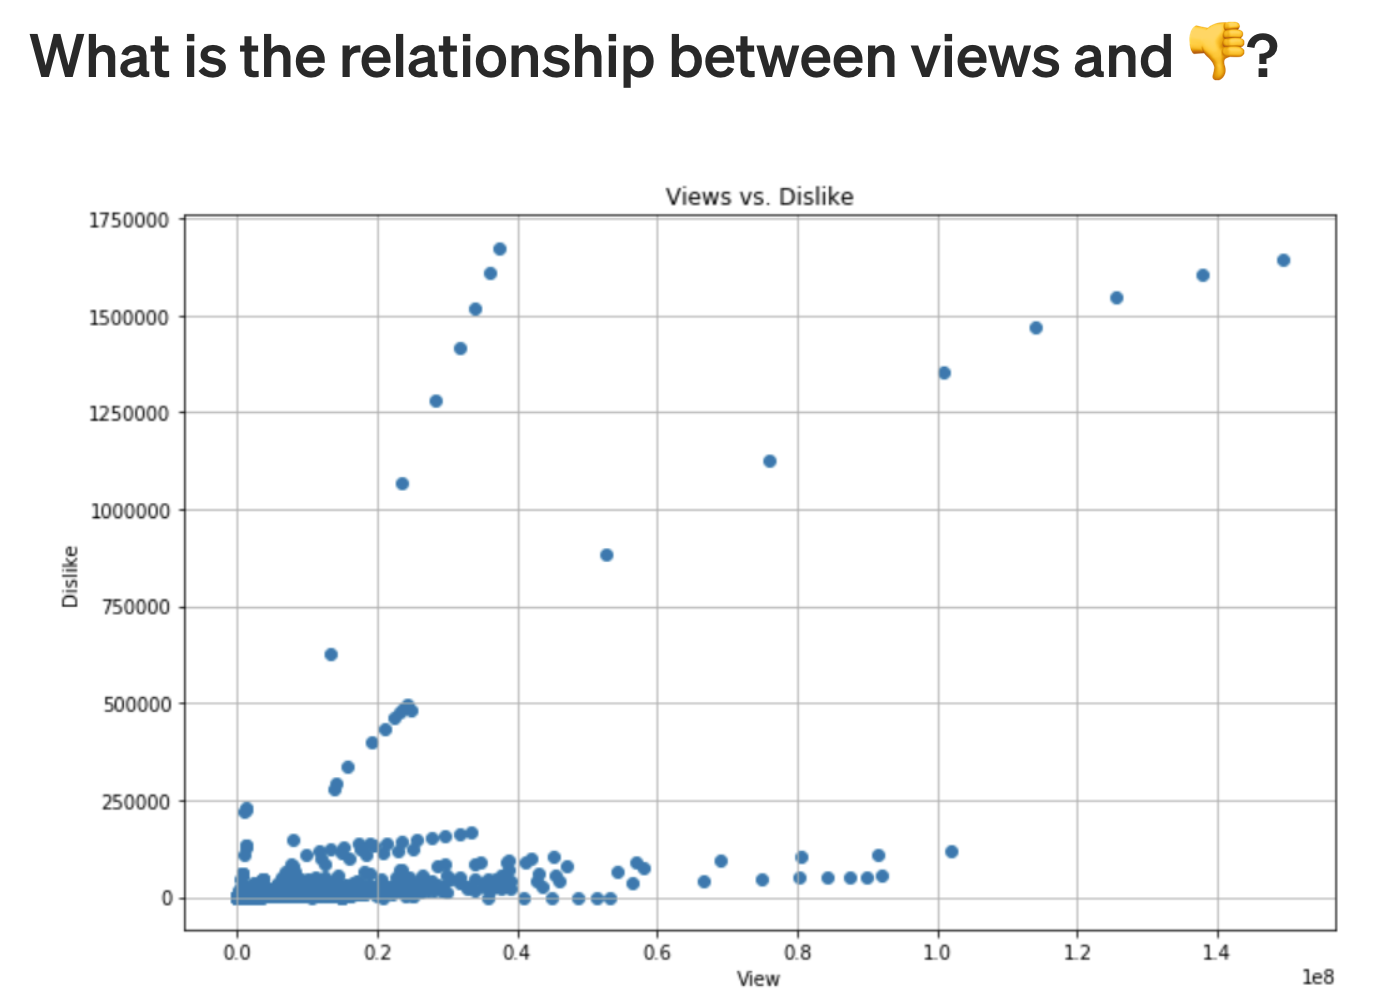 What is the relationship between views and 👎?
Views vs. Dislike
1750000
1500000
1250000
1000000
750000
500000
250000
0
Dislike
0.0 0.2 0.4 0.6 0.8 1.0 1.2 1.4
View
1e8